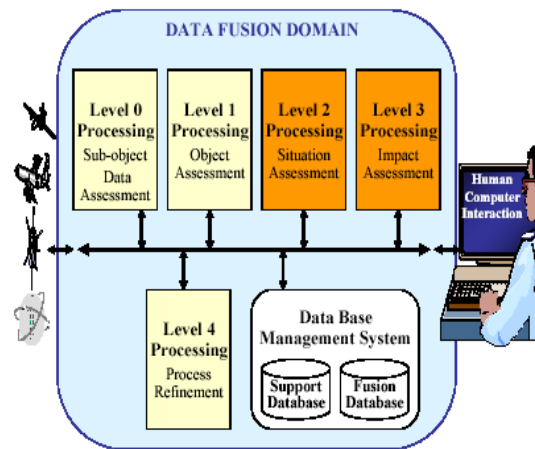 DATA FUSION DOMAIN
Level 0
Processing
Sub-object
Data
Assessment
Level 1
Processing
Object
Assessment
Level 2
Processing
Situation
Assessment
Level 3
Processing
Impact
Assessment
Human
Computer
Interaction
Level 4
Processing
Process
Refinement
Data Base
Management System
Support
Database
Fusion
Database